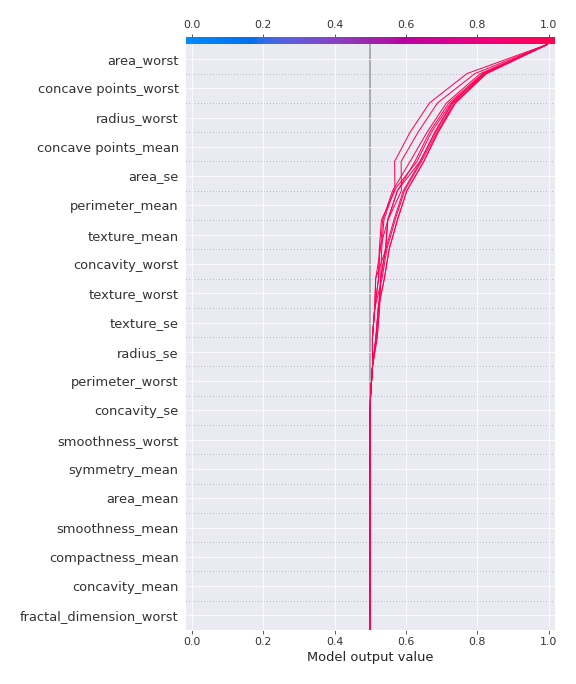 0.0 0.2 0.4 0.6 0.8 1.0
area_worst
concave points_worst
radius_worst
concave points_mean
area_se
perimeter_mean
texture_mean
concavity_worst
texture_worst
texture_se
radius_se
perimeter_worst
concavity_se
smoothness_worst
symmetry_mean
area_mean
smoothness_mean
compactness_mean
concavity_mean
fractal_dimension_worst
0.0 0.2 0.4 0.6 0.8 1.0
Model output value